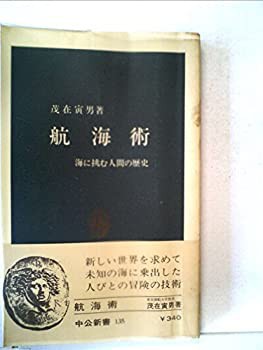 茂在寅男著
航海術
海に挑む人間の歴史
新しい世界を求めて
未知の海に乗出した
人びとの冒険の技術
航海術
茂在寅男著
中公新書 135
¥340